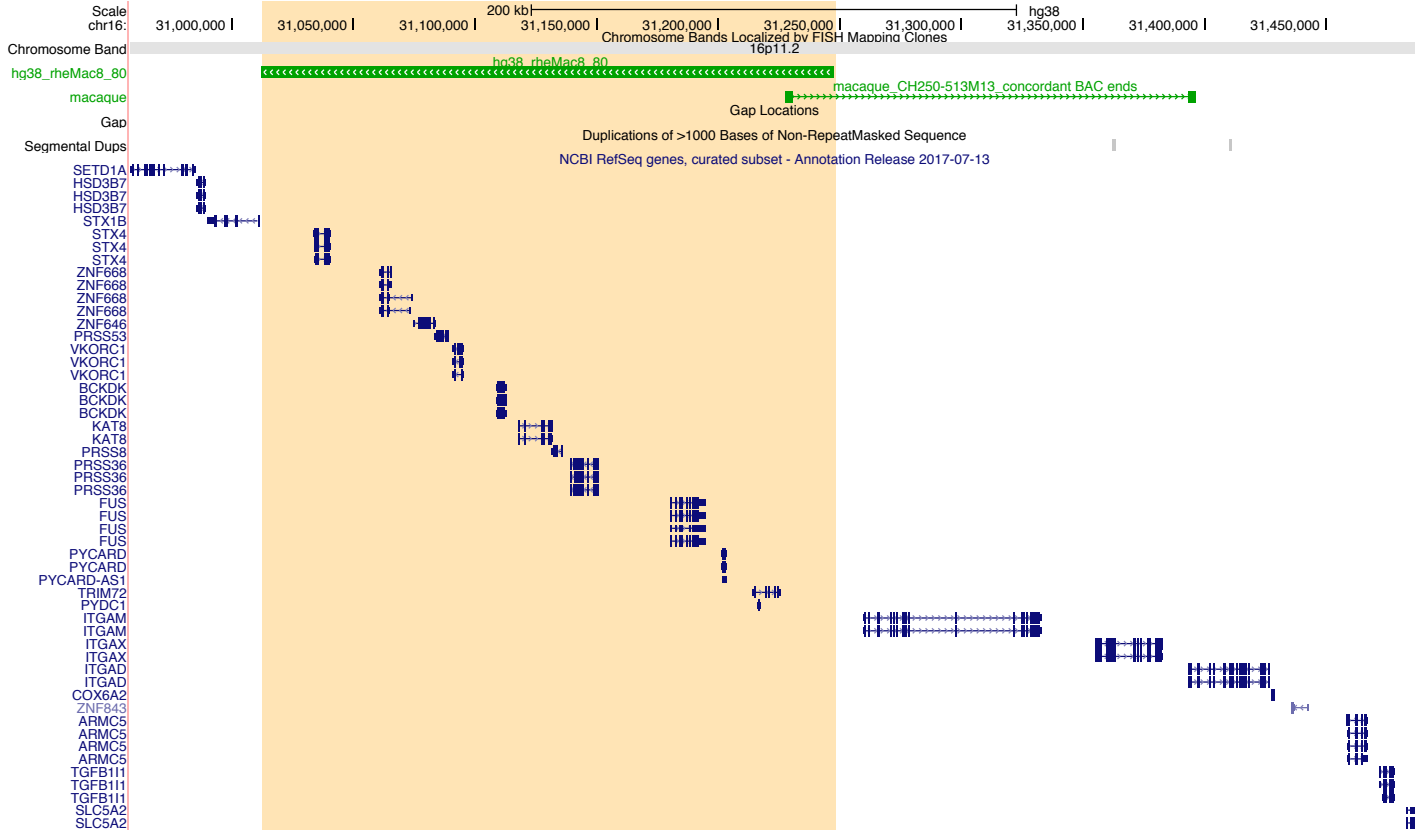 Scale 200 kb hg38
chr16: 31,000,000 31,050,000 31,100,000 31,150,000 31,200,000 31,250,000 31,300,000 31,350,000 31,400,000 31,450,000
Chromosome Bands Localized by FISH Mapping Clones
Chromosome Band 16p11.2
hg38_rheMac8_80
hg38_rheMac8_80
macaque_CH250-513M13_concordant BAC ends
macaque
Gap Locations
Gap
Duplications of >1000 Bases of Non-RepeatMasked Sequence
Segmental Dups
NCBI RefSeq genes, curated subset - Annotation Release 2017-07-13
SETD1A
HSD3B7
HSD3B7
HSD3B7
STX1B
STX4
STX4
STX4
ZNF668
ZNF668
ZNF668
ZNF668
ZNF646
PRSS53
VKORC1
VKORC1
VKORC1
BCKDK
BCKDK
BCKDK
KAT8
KAT8
PRSS8
PRSS36
PRSS36
PRSS36
FUS
FUS
FUS
FUS
PYCARD
PYCARD
PYCARD-AS1
TRIM72
PYDC1
ITGAM
ITGAM
ITGAX
ITGAX
ITGAD
ITGAD
COX6A2
ZNF843
ARMC5
ARMC5
ARMC5
ARMC5
TGFB1I1
TGFB1I1
TGFB1I1
SLC5A2
SLC5A2